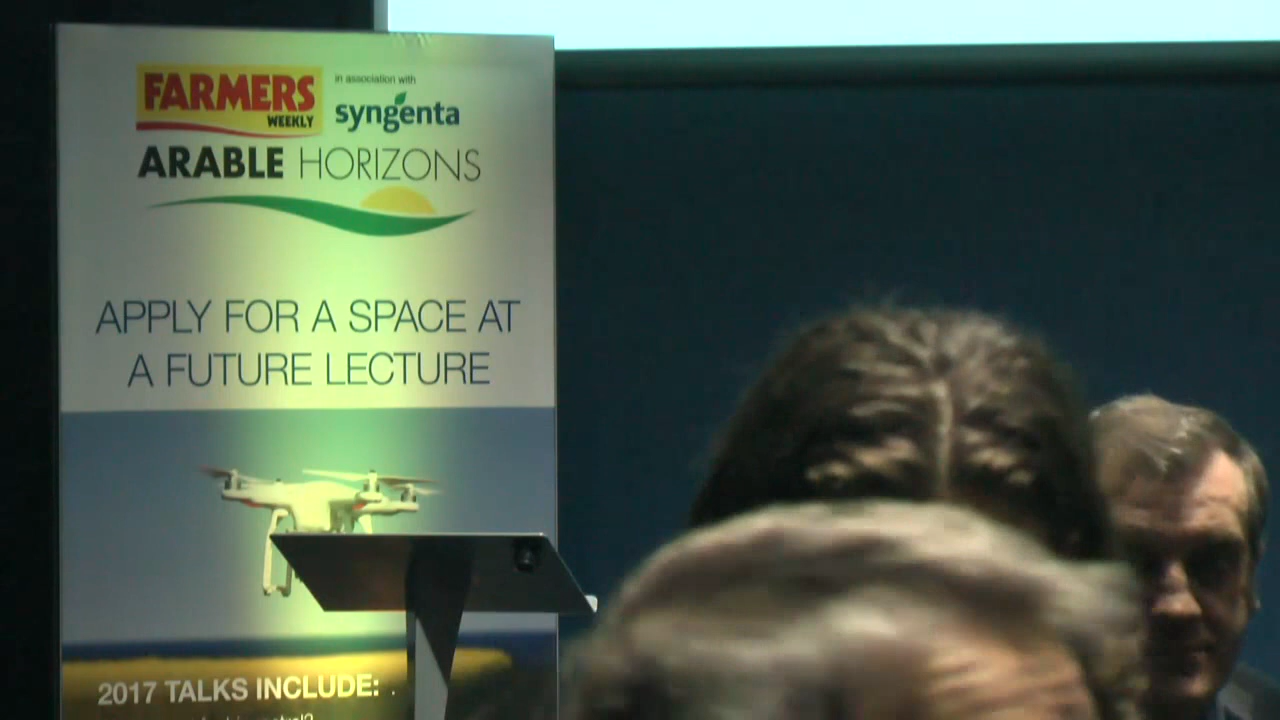 FARMERS
WEEKLY
in association with
syngenta
ARABLE HORIZONS
APPLY FOR A SPACE AT
A FUTURE LECTURE
2017 TALKS INCLUDE: